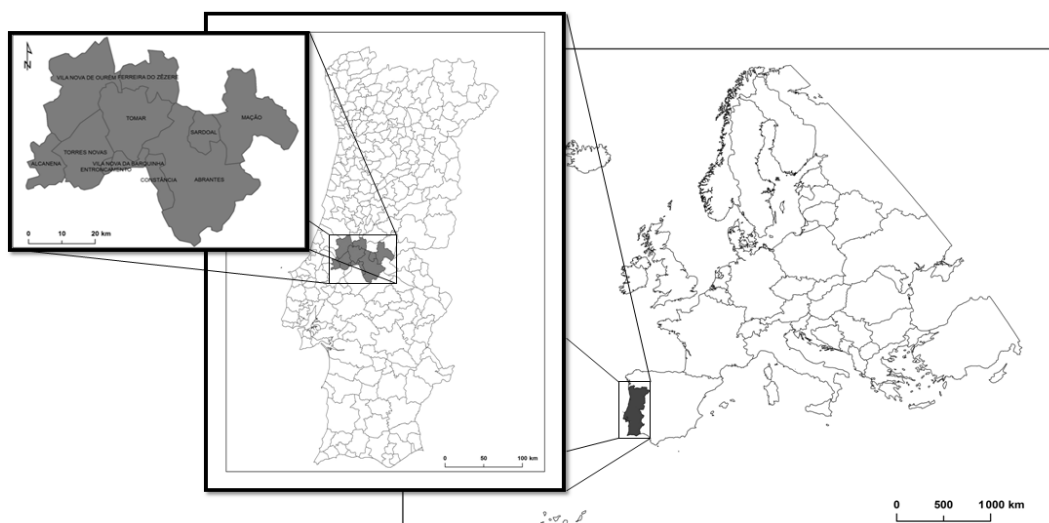 N
VILA NOVA DE OURÉM FERREIRA DO ZÊZERE
TOMAR
MAÇÃO
SARDOAL
TORRES NOVAS
ALCANENA
VILA NOVA DA BARQUINHA
ENTRONCAMENTO
CONSTÂNCIA
ABRANTES
0 10 20 km
0 50 100 km
0 500 1000 km